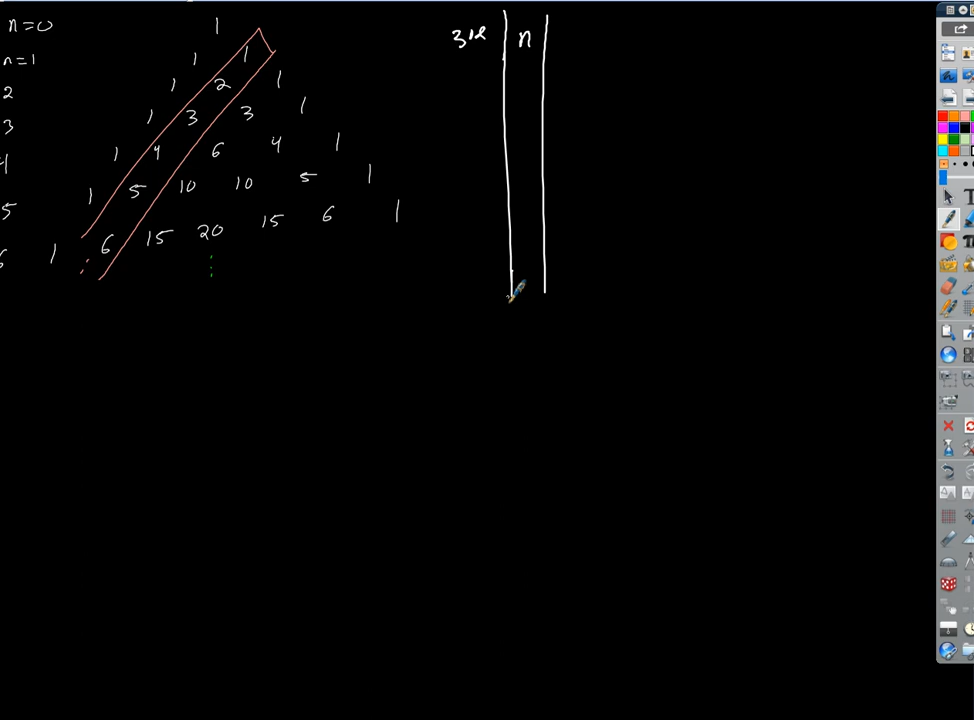 n=0 1
n=1 1 1
2 1 2 1
3 1 3 3 1
4 1 4 6 4 1
5 1 5 10 10 5 1
6 1 6 15 20 15 6 1
3rd n
T